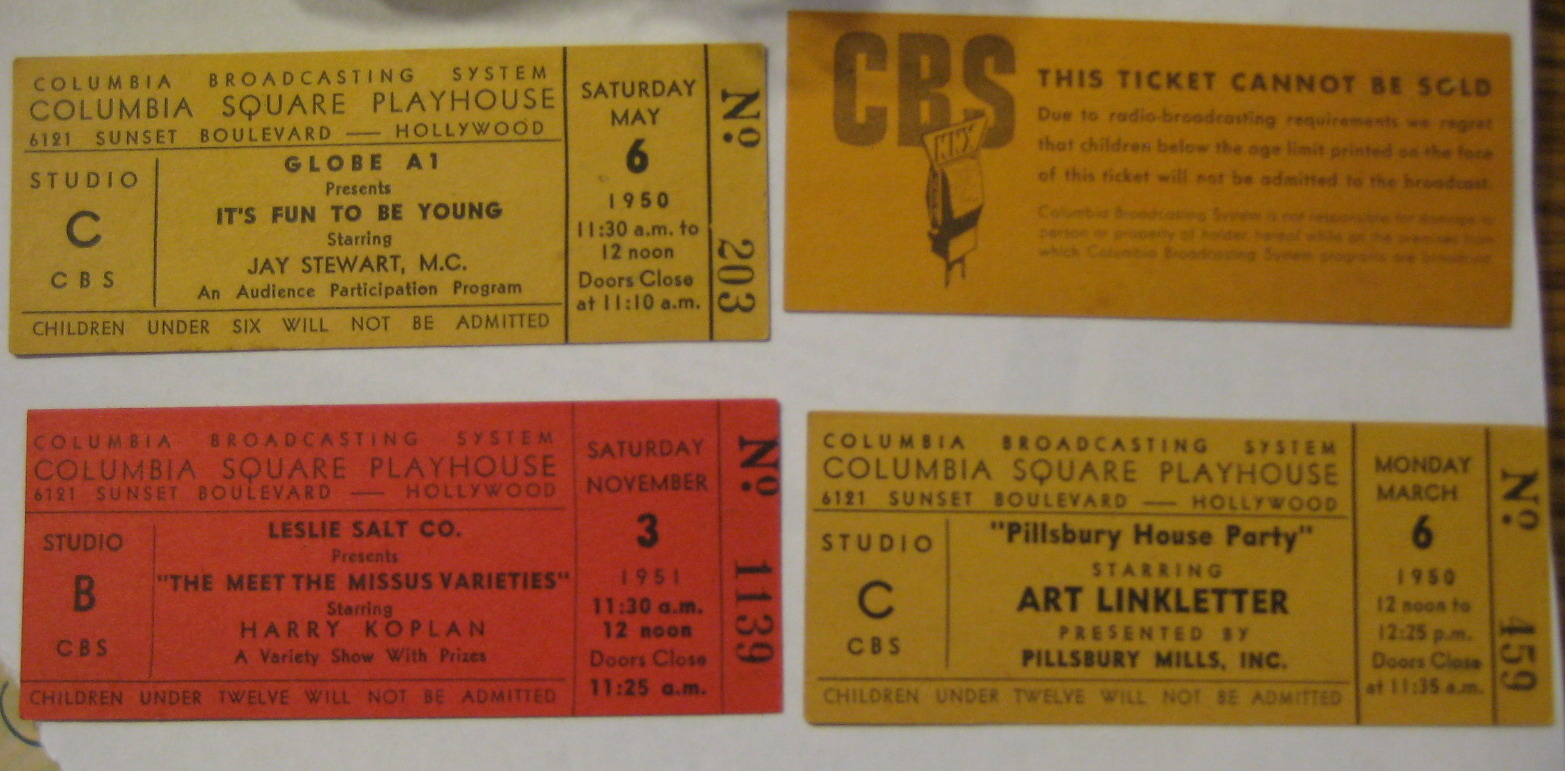 COLUMBIA BROADCASTING SYSTEM
COLUMBIA SQUARE PLAYHOUSE
6121 SUNSET BOULEVARD — HOLLYWOOD
STUDIO
C
CBS
GLOBE A1
Presents
IT'S FUN TO BE YOUNG
Starring
JAY STEWART, M.C.
An Audience Participation Program
CHILDREN UNDER SIX WILL NOT BE ADMITTED
SATURDAY
MAY
6
1950
11:30 a.m. to
12 noon
Doors Close
at 11:10 a.m.
No. 203
CBS
KNX
THIS TICKET CANNOT BE SOLD
Due to radio-broadcasting requirements we regret
that children below the age limit printed on the face
of this ticket will not be admitted to the broadcast.
Columbia Broadcasting System is not responsible for damage to
person or property of holder hereof while on the premises from
which Columbia Broadcasting System programs are broadcast
COLUMBIA BROADCASTING SYSTEM
COLUMBIA SQUARE PLAYHOUSE
6121 SUNSET BOULEVARD — HOLLYWOOD
STUDIO
B
CBS
LESLIE SALT CO.
Presents
"THE MEET THE MISSUS VARIETIES"
Starring
HARRY KOPLAN
A Variety Show With Prizes
CHILDREN UNDER TWELVE WILL NOT BE ADMITTED
SATURDAY
NOVEMBER
3
1951
11:30 a.m.
12 noon
Doors Close
11:25 a.m.
No. 1139
COLUMBIA BROADCASTING SYSTEM
COLUMBIA SQUARE PLAYHOUSE
6121 SUNSET BOULEVARD — HOLLYWOOD
STUDIO
C
CBS
"Pillsbury House Party"
STARRING
ART LINKLETTER
PRESENTED BY
PILLSBURY MILLS, INC.
CHILDREN UNDER TWELVE WILL NOT BE ADMITTED
MONDAY
MARCH
6
1950
12 noon to
12:25 p.m.
Doors Close
at 11:35 a.m.
No. 459